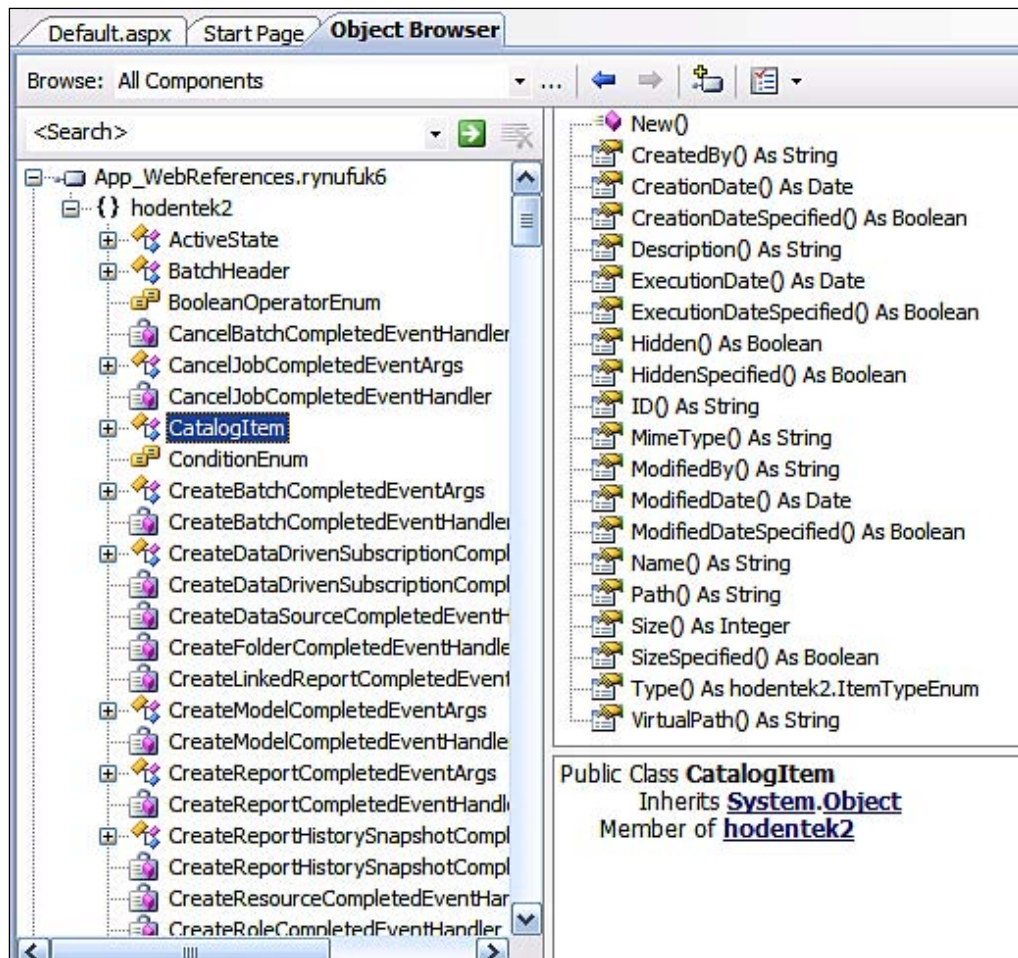 Default.aspx Start Page Object Browser
Browse: All Components ...
<Search>
App_WebReferences.rynufuk6
{} hodentek2
ActiveState
BatchHeader
BooleanOperatorEnum
CancelBatchCompletedEventHandler
CancelJobCompletedEventArgs
CancelJobCompletedEventHandler
CatalogItem
ConditionEnum
CreateBatchCompletedEventArgs
CreateBatchCompletedEventHandler
CreateDataDrivenSubscriptionCompl
CreateDataDrivenSubscriptionCompl
CreateDataSourceCompletedEventH
CreateFolderCompletedEventHandle
CreateLinkedReportCompletedEvent
CreateModelCompletedEventArgs
CreateModelCompletedEventHandle
CreateReportCompletedEventArgs
CreateReportCompletedEventHandl
CreateReportHistorySnapshotCompl
CreateReportHistorySnapshotCompl
CreateResourceCompletedEventHar
CreateRoleCompletedEventHandler
New()
CreatedBy() As String
CreationDate() As Date
CreationDateSpecified() As Boolean
Description() As String
ExecutionDate() As Date
ExecutionDateSpecified() As Boolean
Hidden() As Boolean
HiddenSpecified() As Boolean
ID() As String
MimeType() As String
ModifiedBy() As String
ModifiedDate() As Date
ModifiedDateSpecified() As Boolean
Name() As String
Path() As String
Size() As Integer
SizeSpecified() As Boolean
Type() As hodentek2.ItemTypeEnum
VirtualPath() As String
Public Class CatalogItem
Inherits System.Object
Member of hodentek2